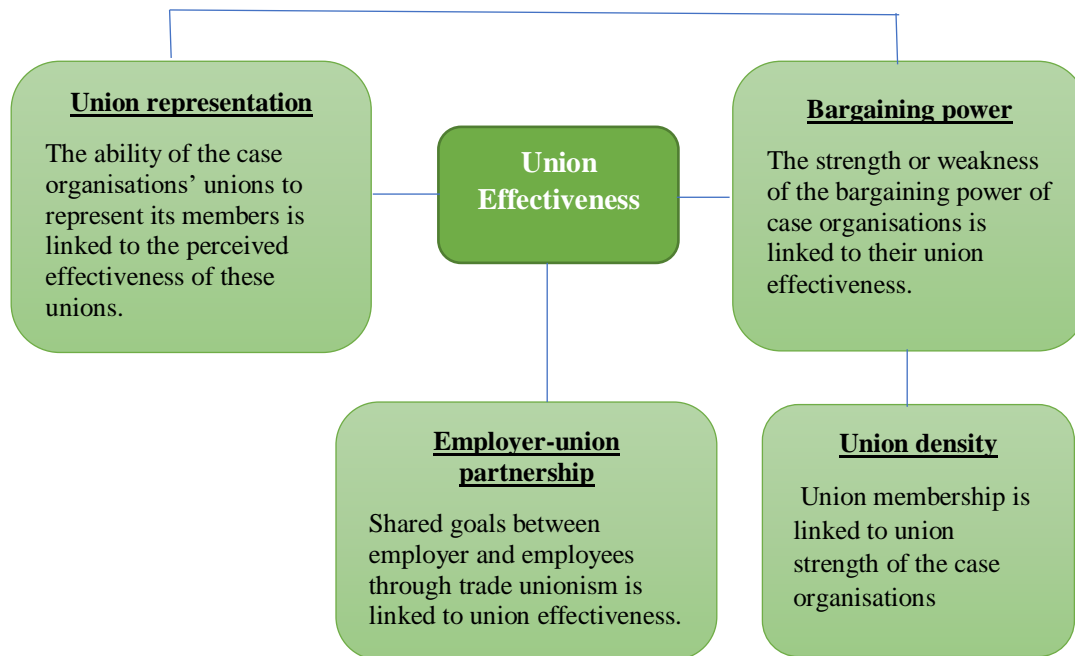 Union representation
The ability of the case
organisations’ unions to
represent its members is
linked to the perceived
effectiveness of these
unions.
Union
Effectiveness
Bargaining power
The strength or weakness
of the bargaining power of
case organisations is
linked to their union
effectiveness.
Employer-union
partnership
Shared goals between
employer and employees
through trade unionism is
linked to union effectiveness.
Union density
Union membership is
linked to union
strength of the case
organisations